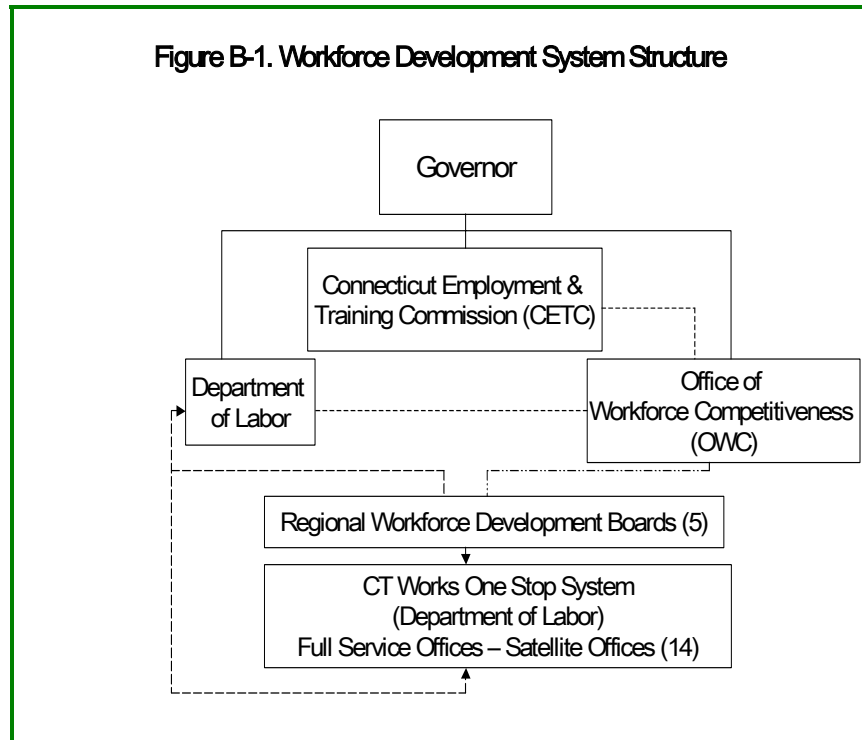 Figure B-1. Workforce Development System Structure
Governor
Connecticut Employment &
Training Commission (CETC)
Department
of Labor
Office of
Workforce Competitiveness
(OWC)
Regional Workforce Development Boards (5)
CT Works One Stop System
(Department of Labor)
Full Service Offices – Satellite Offices (14)